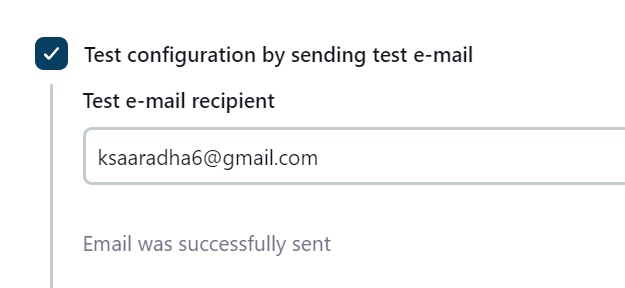 Test configuration by sending test e-mail
Test e-mail recipient
ksaaradha6@gmail.com
Email was successfully sent